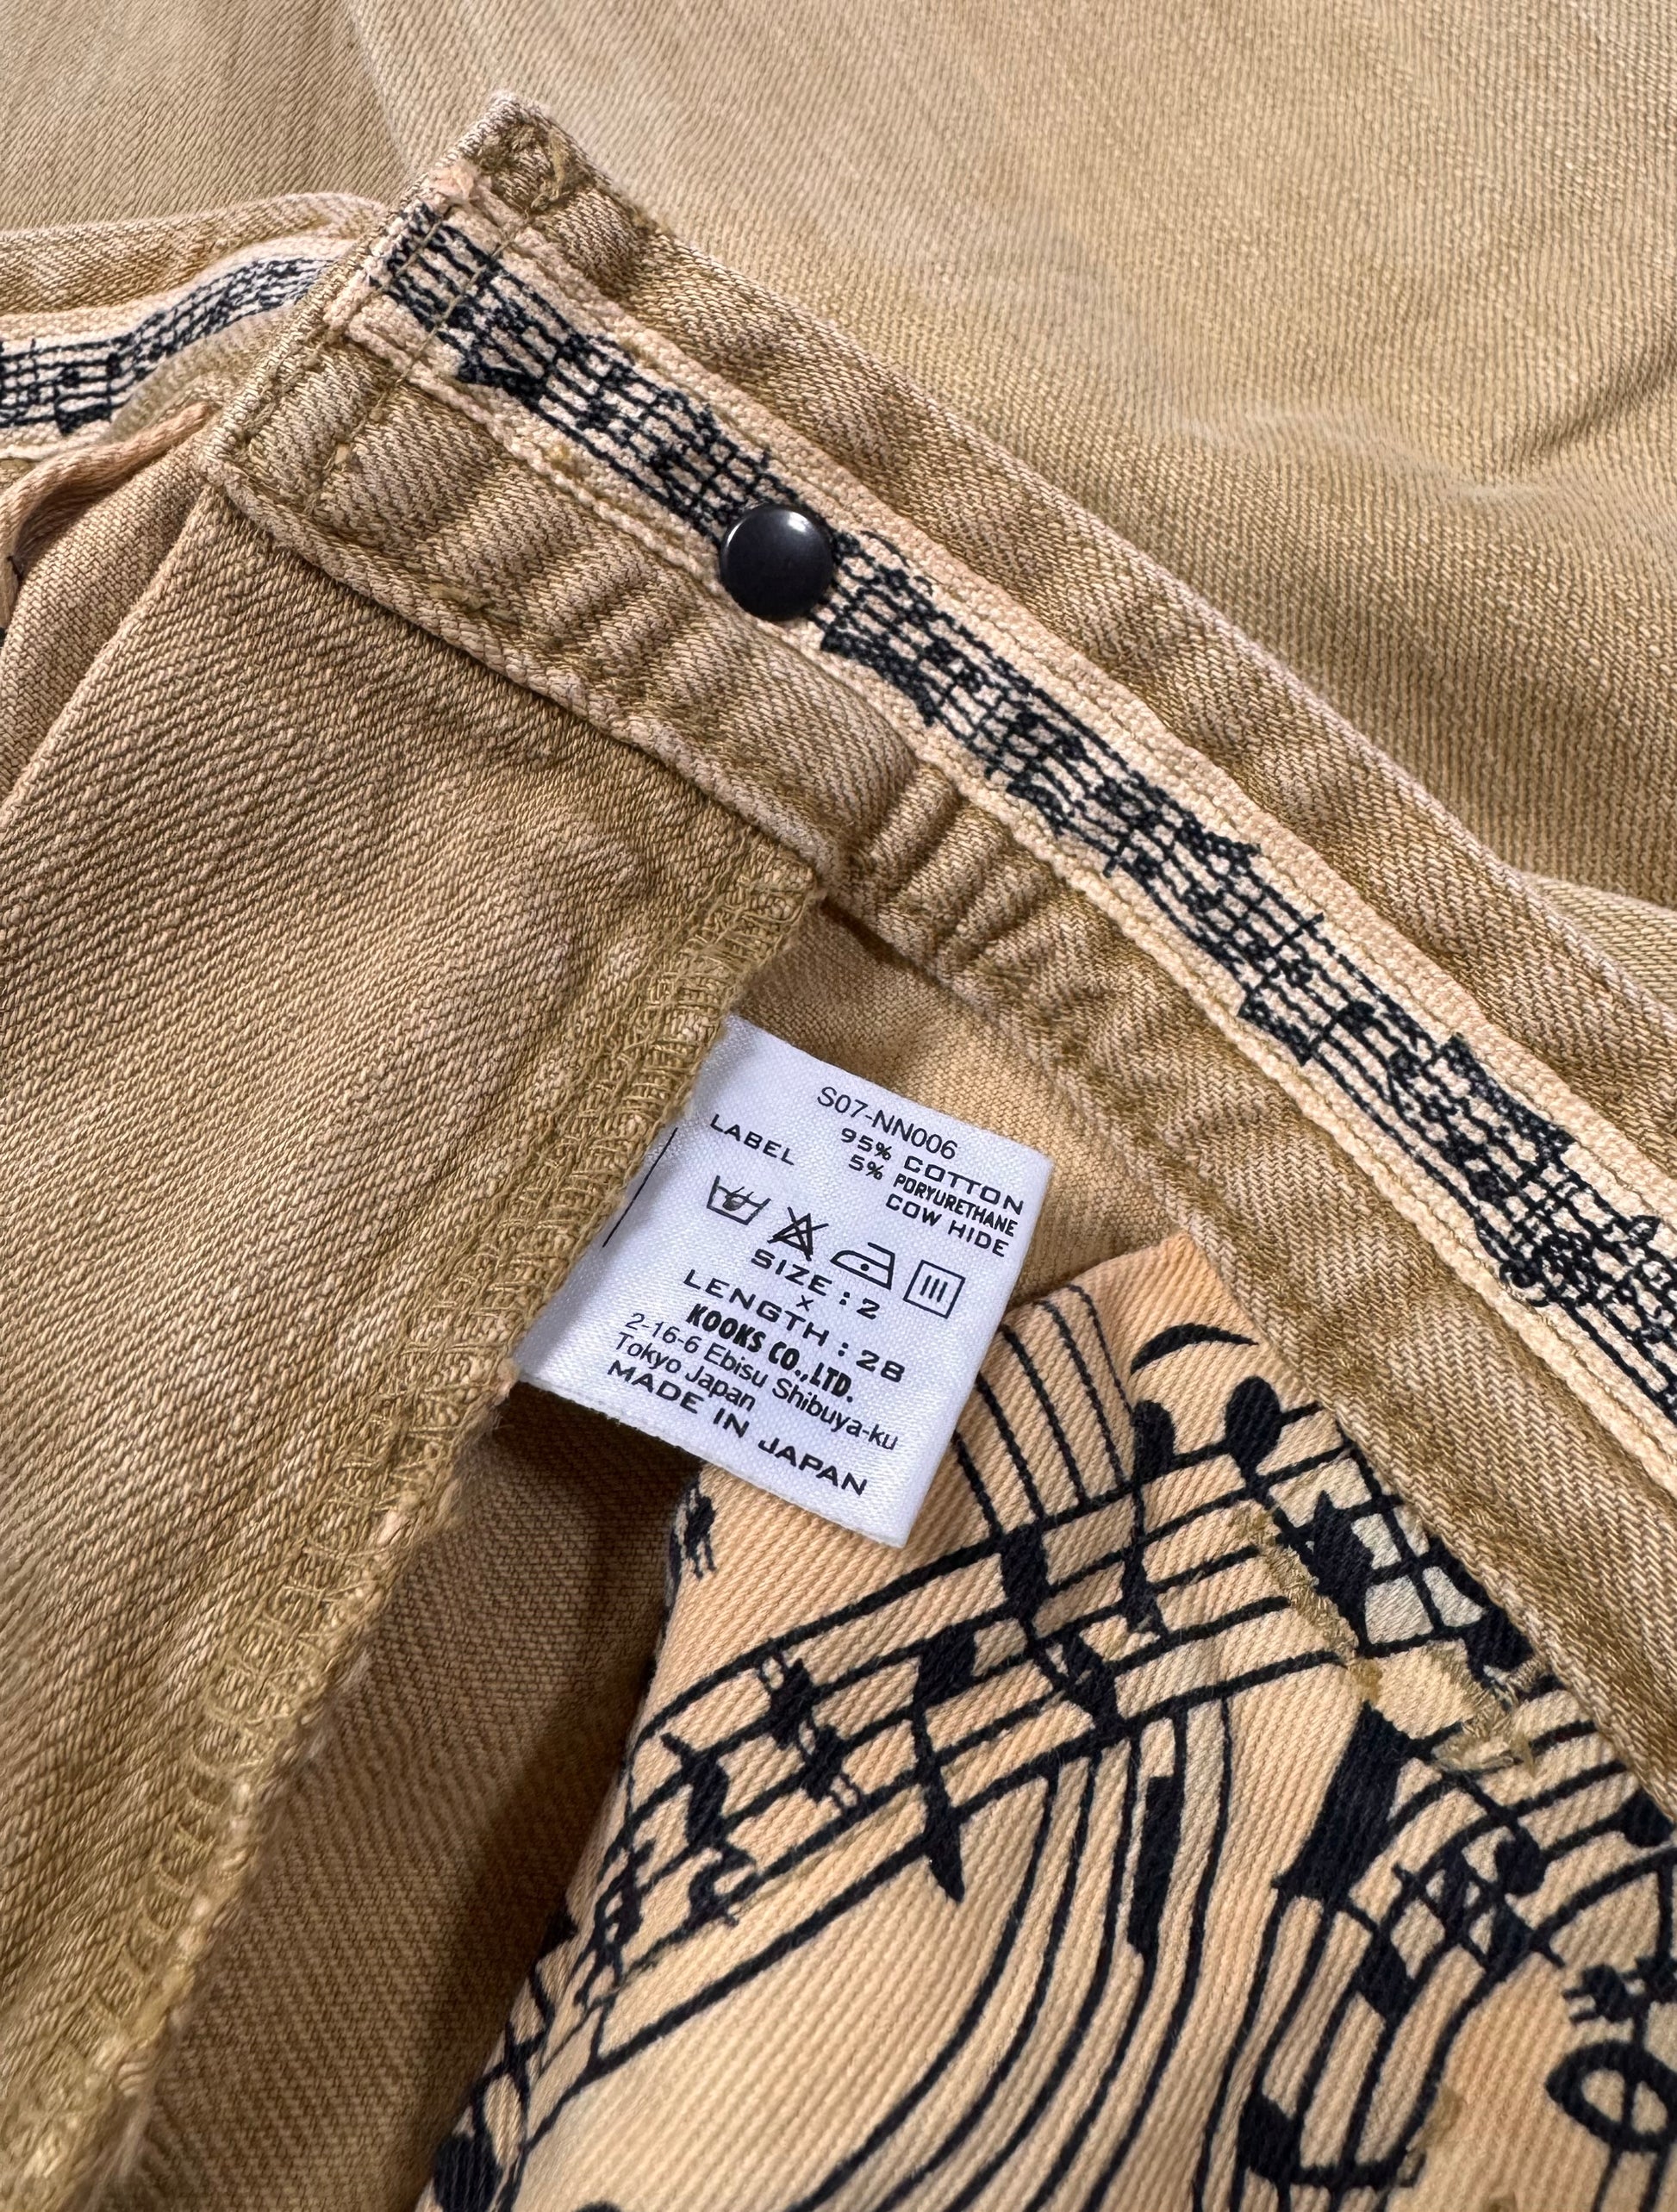 S07-NN006
LABEL
95% COTTON
5% PORYURETHANE
COW HIDE
SIZE : 2
x
LENGTH : 28
KOOKS CO.,LTD.
2-16-6 Ebisu Shibuya-ku
Tokyo Japan
MADE IN JAPAN